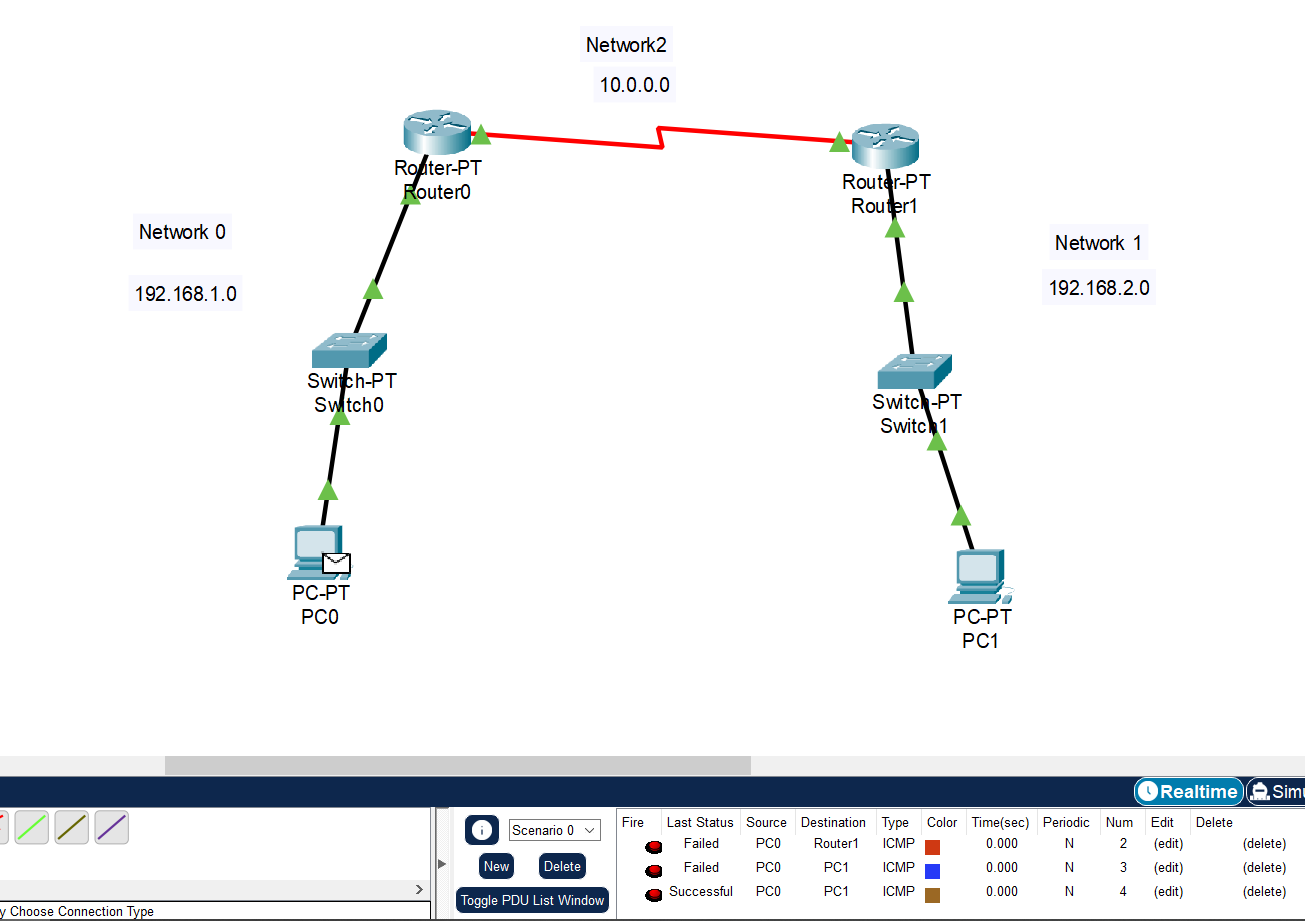 Network2
10.0.0.0
Router-PT
Router0
Router-PT
Router1
Network 0
192.168.1.0
Network 1
192.168.2.0
Switch-PT
Switch0
Switch-PT
Switch1
PC-PT
PC0
PC-PT
PC1
Realtime
Simu
Scenario 0
New
Delete
Toggle PDU List Window
Fire Last Status Source Destination Type Color Time(sec) Periodic Num Edit Delete
Failed PC0 Router1 ICMP 0.000 N 2 (edit) (delete)
Failed PC0 PC1 ICMP 0.000 N 3 (edit) (delete)
Successful PC0 PC1 ICMP 0.000 N 4 (edit) (delete)
y Choose Connection Type